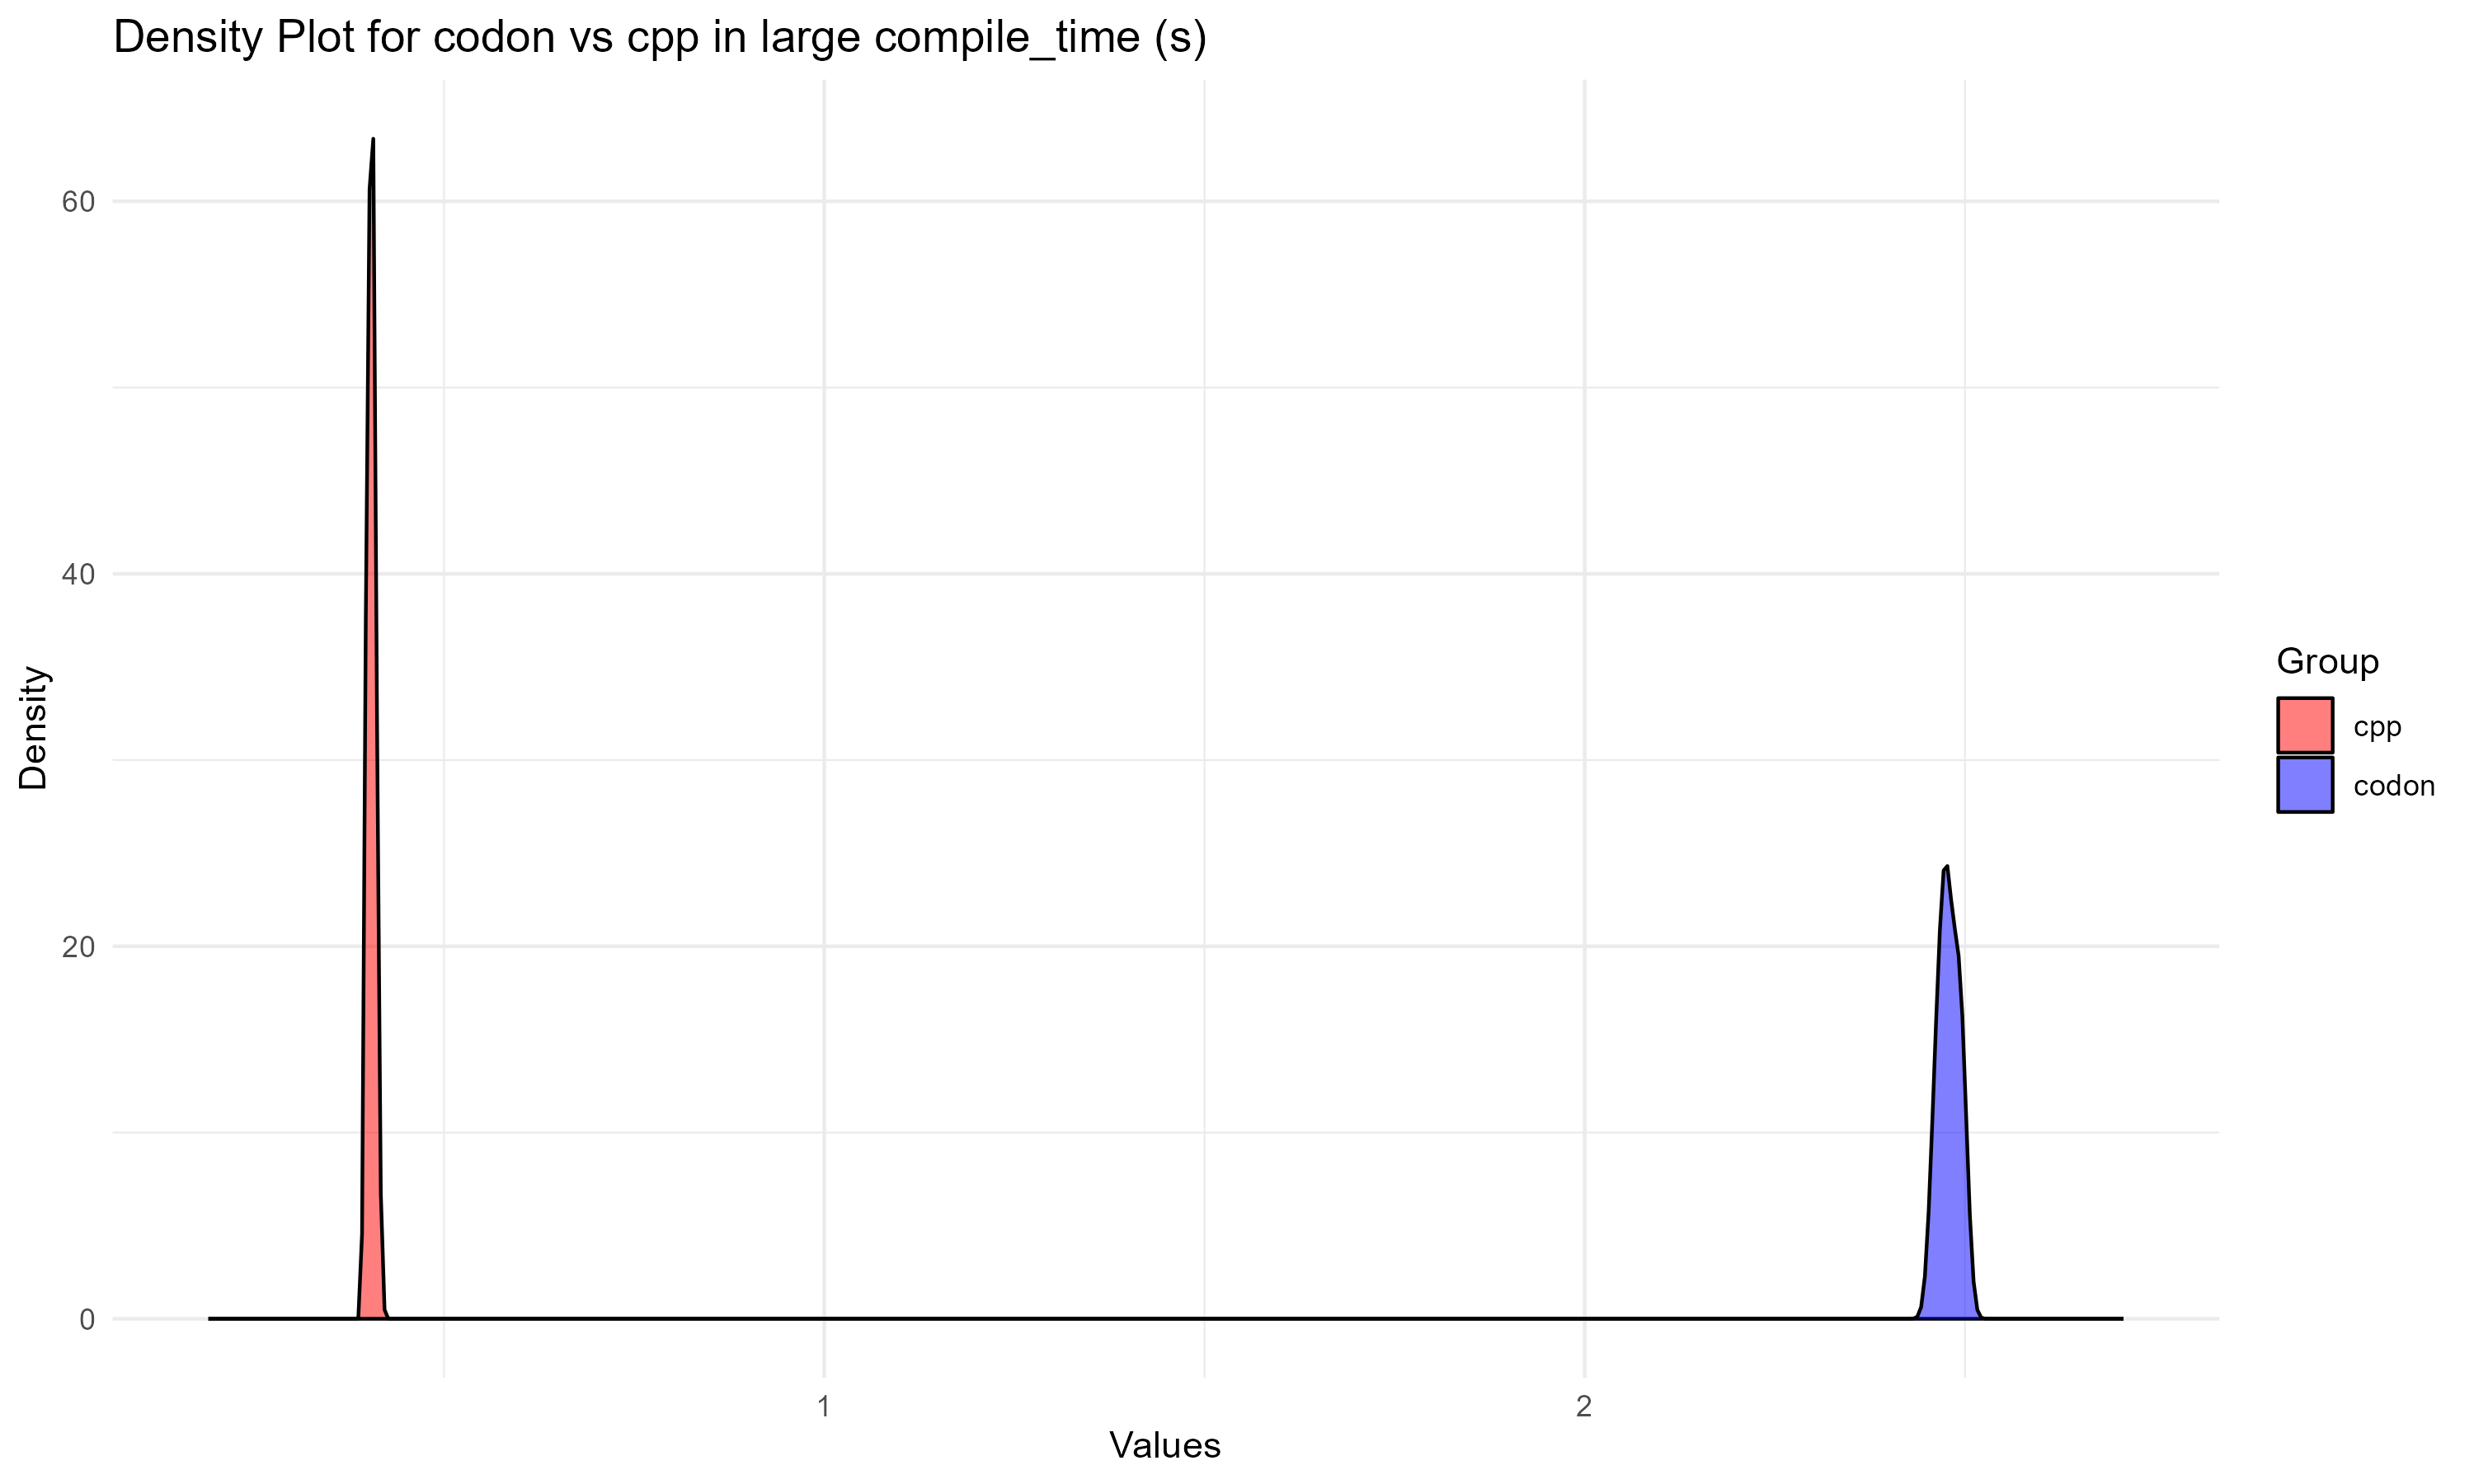 Density Plot for codon vs cpp in large compile_time (s)
60
40
20
0
Density
1
2
Values
Group
cpp
codon